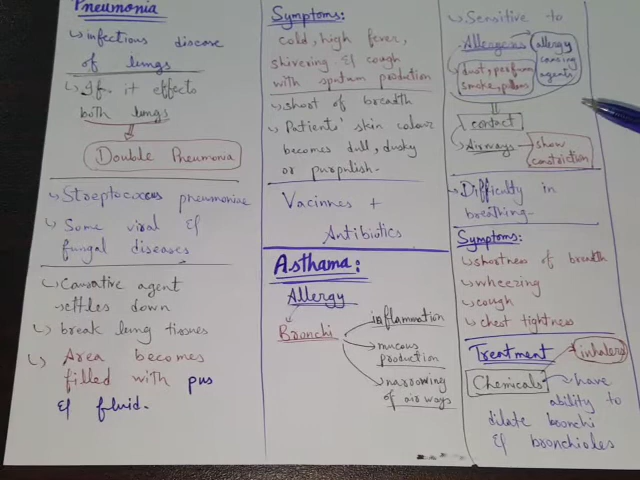 Pneumonia
infectious disease
of lungs
If it effects
both lungs
Double Pneumonia
Streptococcus pneumoniae
Some viral &
fungal diseases
Causative agent
settles down
break lung tissues
Area becomes
filled with pus
& fluid.
Symptoms:
cold, high fever,
shivering & cough
with sputum production
short of breath
Patients' skin colour
becomes dull, dusky
or purpulish.
Vacinnes +
Antibiotics
Asthama:
Allergy
Bronchi
inflammation
mucous
production
narrowing
of air ways
Sensitive to
Allergens
allergy
causing
agents
dust, perfum
smoke,
contact
Airways
show
constriction
Difficulty in
breathing.
Symptoms:
shortness of breath
wheezing
cough
chest tightness
Treatment
inhalers
Chemicals
have
ability to
dilate bronchi
& bronchioles